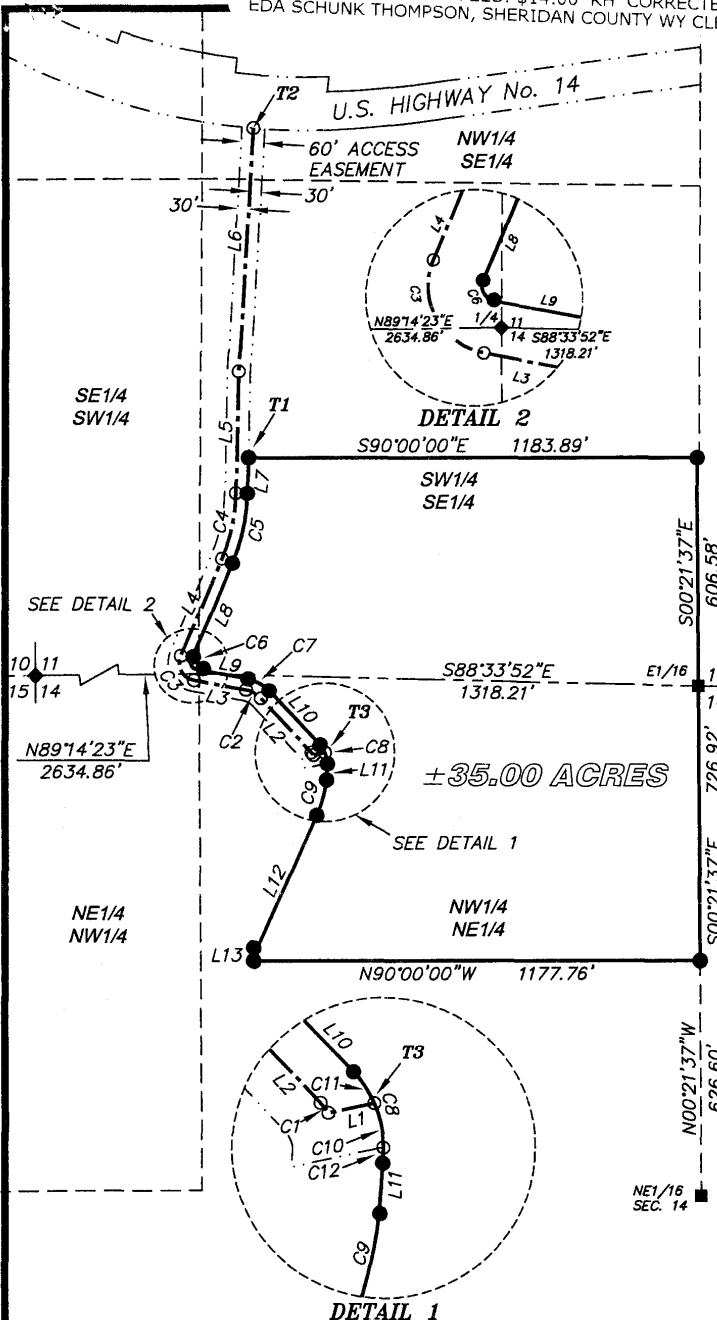 EDA SCHUNK THOMPSON, SHERIDAN COUNTY WY CLE
T2
U.S. HIGHWAY No. 14
60' ACCESS
EASEMENT
NW1/4
SE1/4
30'
30'
L6
L4
L8
C3
C6
L9
1/4
11
14
N89°14'23"E
2634.86'
S88°33'52"E
1318.21'
L3
DETAIL 2
SE1/4
SW1/4
L5
T1
S90°00'00"E 1183.89'
SW1/4
SE1/4
L7
C4
C5
S00°21'37"E
606.58'
SEE DETAIL 2
L4
L8
C6
C7
10 11
15 14
C3
L9
L3
S88°33'52"E
1318.21'
E1/16
C2
L10
L2
T3
C8
N89°14'23"E
2634.86'
L11
±35.00 ACRES
C9
SEE DETAIL 1
S00°21'37"E
726.92'
L12
NE1/4
NW1/4
NW1/4
NE1/4
L13
N90°00'00"W 1177.76'
L10
T3
L2
C11
C8
C1
L1
C10
C12
L11
C9
N00°21'37"W
626.60'
NE1/16
SEC. 14
DETAIL 1